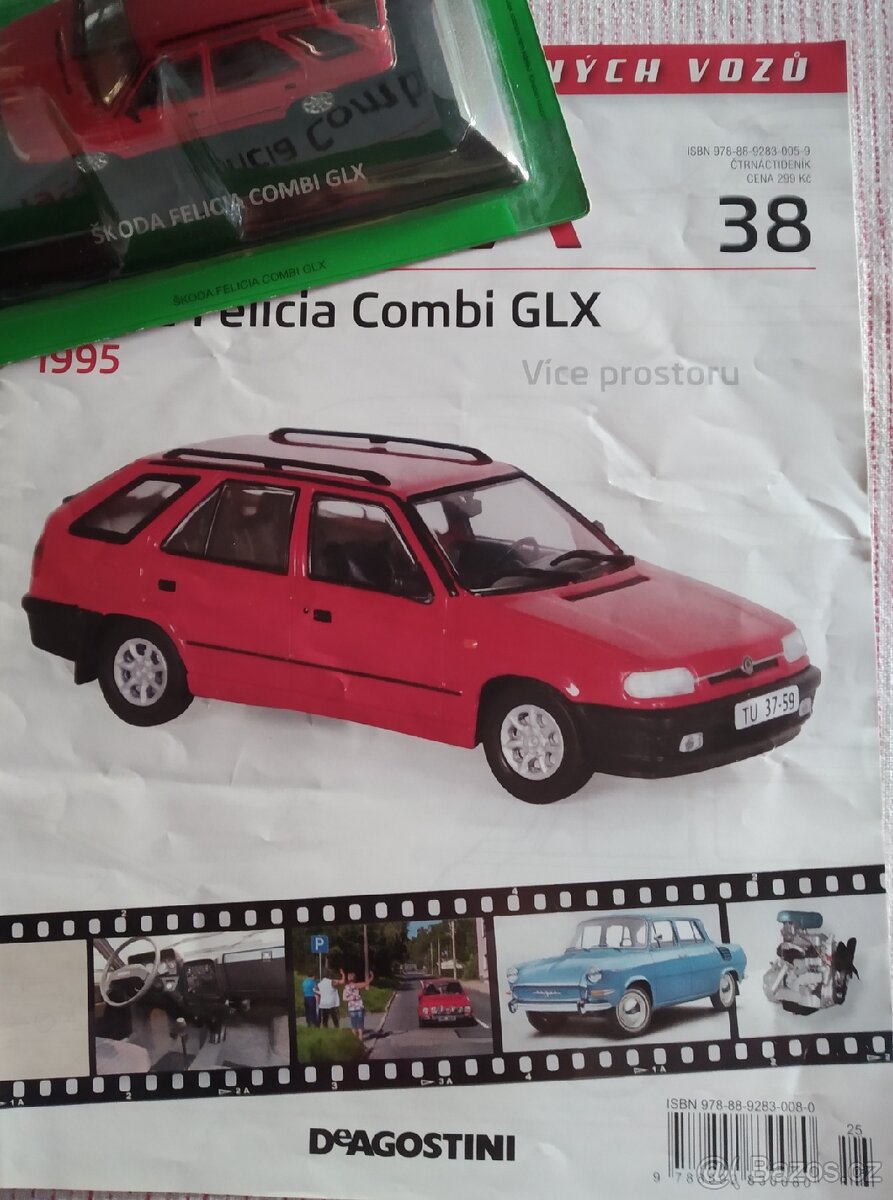 NÝCH VOZŮ
ISBN 978-88-9283-005-9
ČTRNÁCTIDENÍK
CENA 299 Kč
ŠKODA FELICIA COMBI GLX
38
ŠKODA FELICIA COMBI GLX
Felicia Combi GLX
1995
Více prostoru
TU 37-59
P
DeAGOSTINI
ISBN 978-88-9283-008-0
25
Bazos.cz